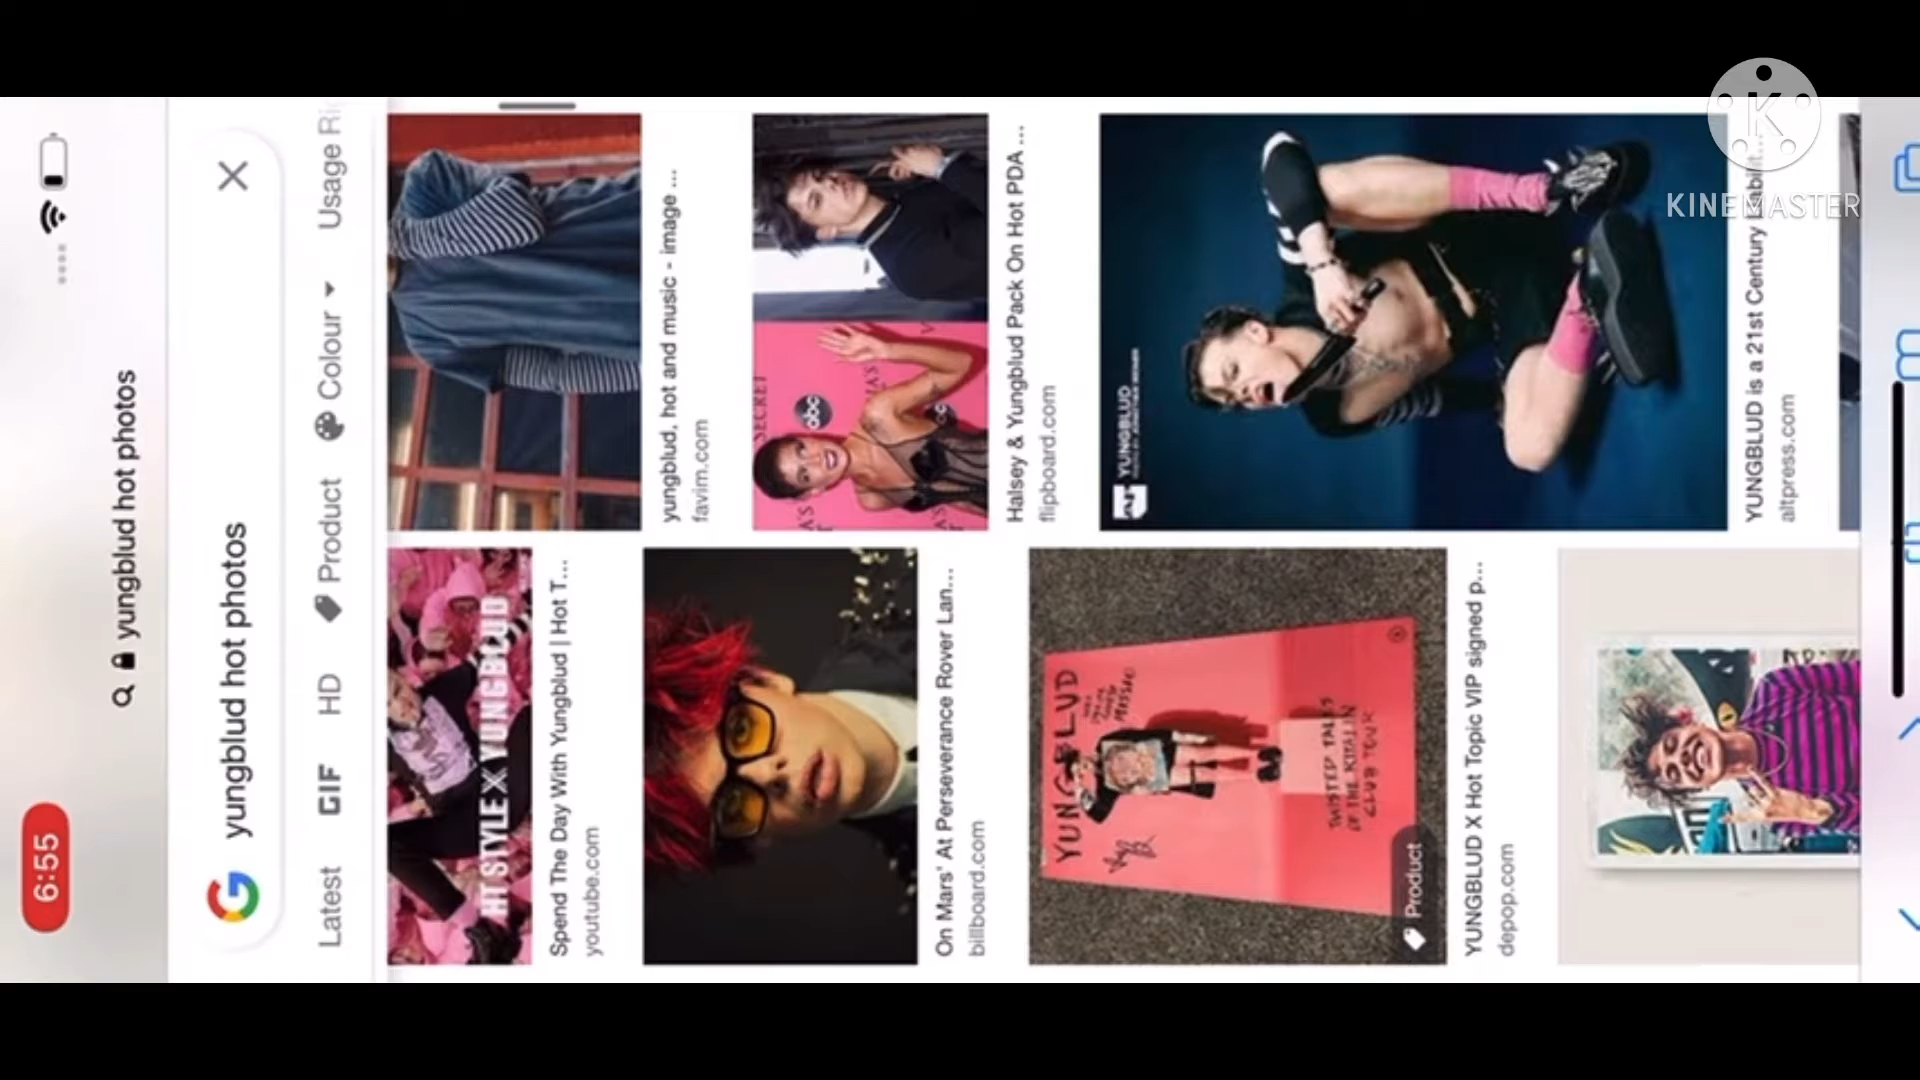 6:55
yungblud hot photos
yungblud hot photos
Latest
GIF
HD
Product
Colour
Usage Ri
HT STYLE X YUNGBLUD
Spend The Day With Yungblud | Hot T...
youtube.com
yungblud, hot and music - image ...
favim.com
On Mars' At Perseverance Rover Lan...
billboard.com
SECRET
abc
Halsey & Yungblud Pack On Hot PDA ...
flipboard.com
YUNGBLUD
TWISTED TALES
OF THE RITALIN
CLUB TOUR
Product
YUNGBLUD X Hot Topic VIP signed p...
depop.com
YUNGBLUD
YUNGBLUD is a 21st Century
altpress.com
K
KINEMASTER